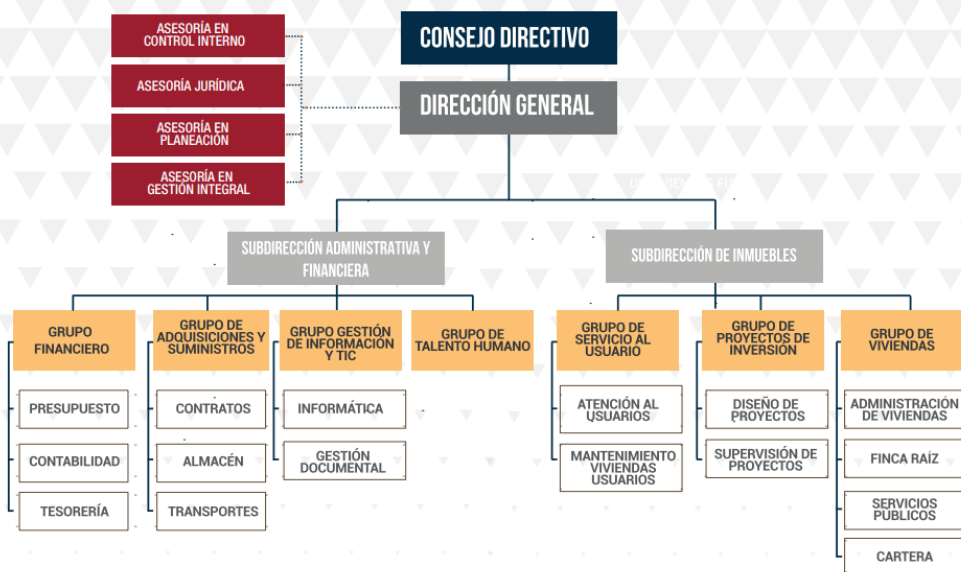 ASESORÍA EN
CONTROL INTERNO
ASESORÍA JURÍDICA
ASESORÍA EN
PLANEACIÓN
ASESORÍA EN
GESTIÓN INTEGRAL
CONSEJO DIRECTIVO
DIRECCIÓN GENERAL
SUBDIRECCIÓN ADMINISTRATIVA Y
FINANCIERA
SUBDIRECCIÓN DE INMUEBLES
GRUPO
FINANCIERO
PRESUPUESTO
CONTABILIDAD
TESORERÍA
GRUPO DE
ADQUISICIONES Y
SUMINISTROS
CONTRATOS
ALMACÉN
TRANSPORTES
GRUPO GESTIÓN
DE INFORMACIÓN
Y TIC
INFORMÁTICA
GESTIÓN
DOCUMENTAL
GRUPO DE
TALENTO HUMANO
GRUPO DE
SERVICIO AL
USUARIO
ATENCIÓN AL
USUARIOS
MANTENIMIENTO
VIVIENDAS
USUARIOS
GRUPO DE
PROYECTOS DE
INVERSIÓN
DISEÑO DE
PROYECTOS
SUPERVISIÓN DE
PROYECTOS
GRUPO DE
VIVIENDAS
ADMINISTRACIÓN
DE VIVIENDAS
FINCA RAÍZ
SERVICIOS
PÚBLICOS
CARTERA